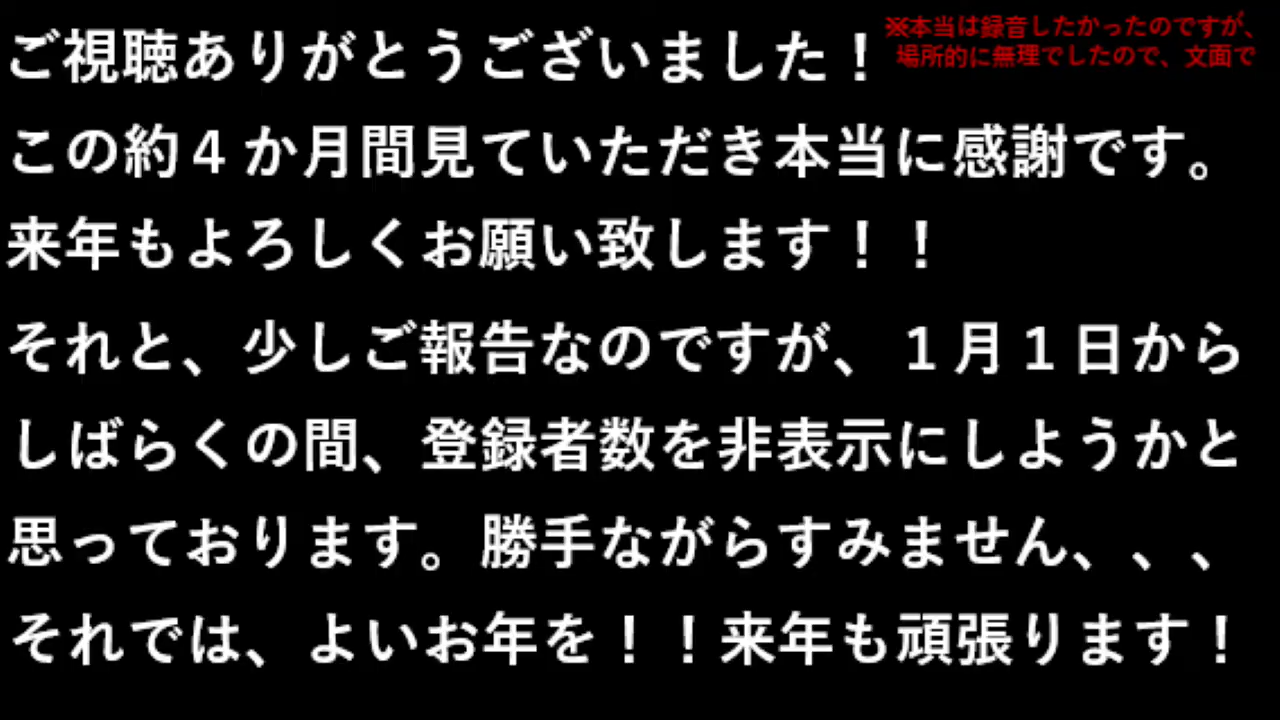 ご視聴ありがとうございました！
※本当は録音したかったのですが、
場所的に無理でしたので、文面で
この約４か月間見ていただき本当に感謝です。
来年もよろしくお願い致します！！
それと、少しご報告なのですが、１月１日から
しばらくの間、登録者数を非表示にしようかと
思っております。勝手ながらすみません、、、
それでは、よいお年を！！来年も頑張ります！